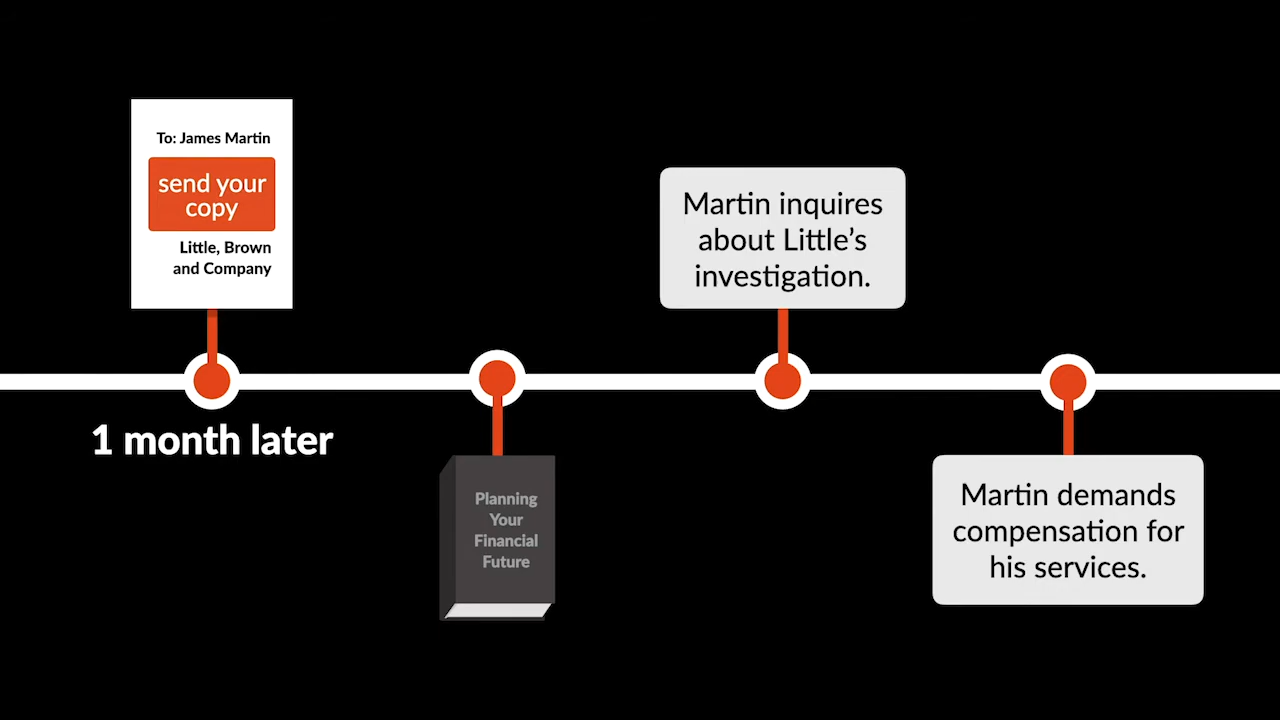 To: James Martin
send your
copy
Little, Brown
and Company
1 month later
Planning
Your
Financial
Future
Martin inquires
about Little’s
investigation.
Martin demands
compensation for
his services.